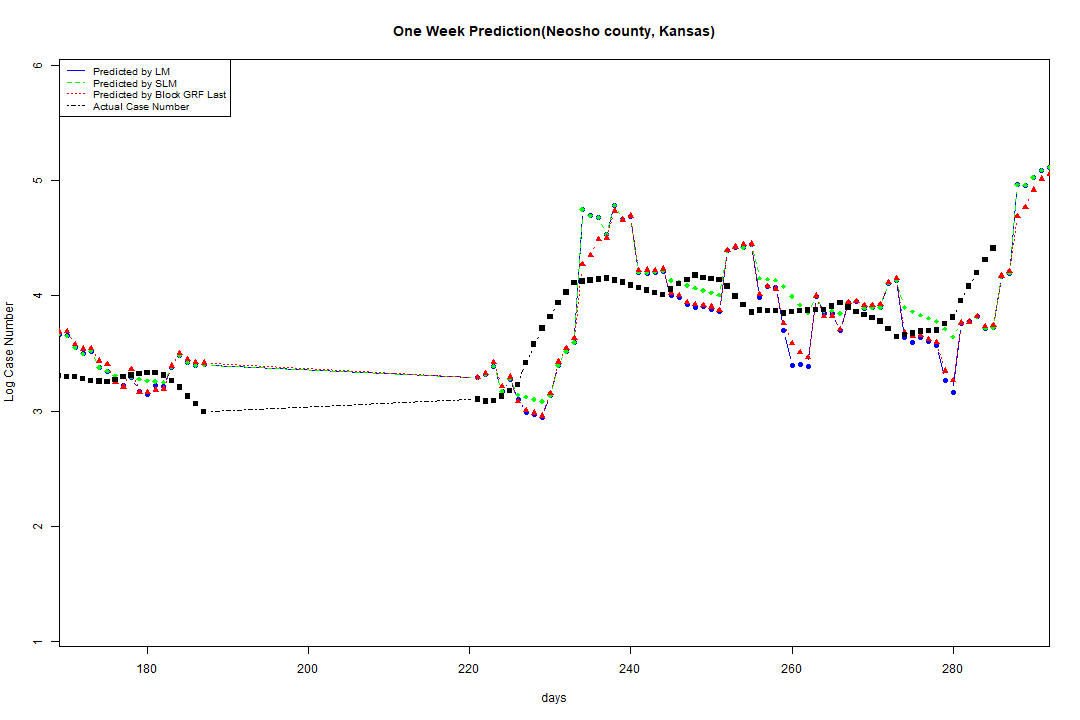 One Week Prediction(Neosho county, Kansas)
Predicted by LM
Predicted by SLM
Predicted by Block GRF Last
Actual Case Number
6
5
4
3
2
1
Log Case Number
180 200 220 240 260 280
days